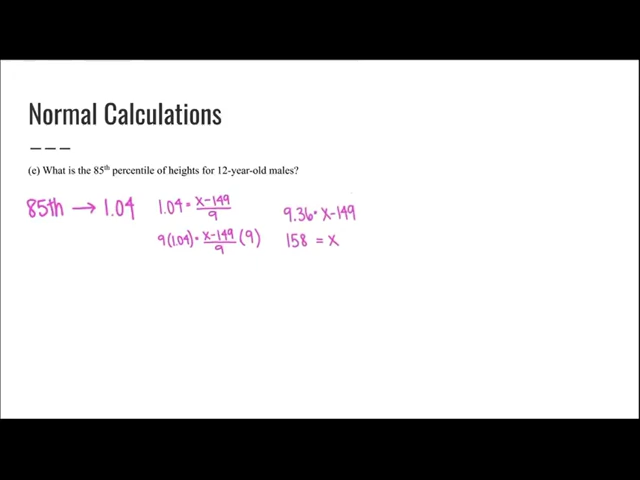 Normal Calculations
(e) What is the 85th percentile of heights for 12-year-old males?
85th → 1.04
1.04 = x-149/9
9(1.04) = x-149/9 (9)
9.36 = x-149
158 = x